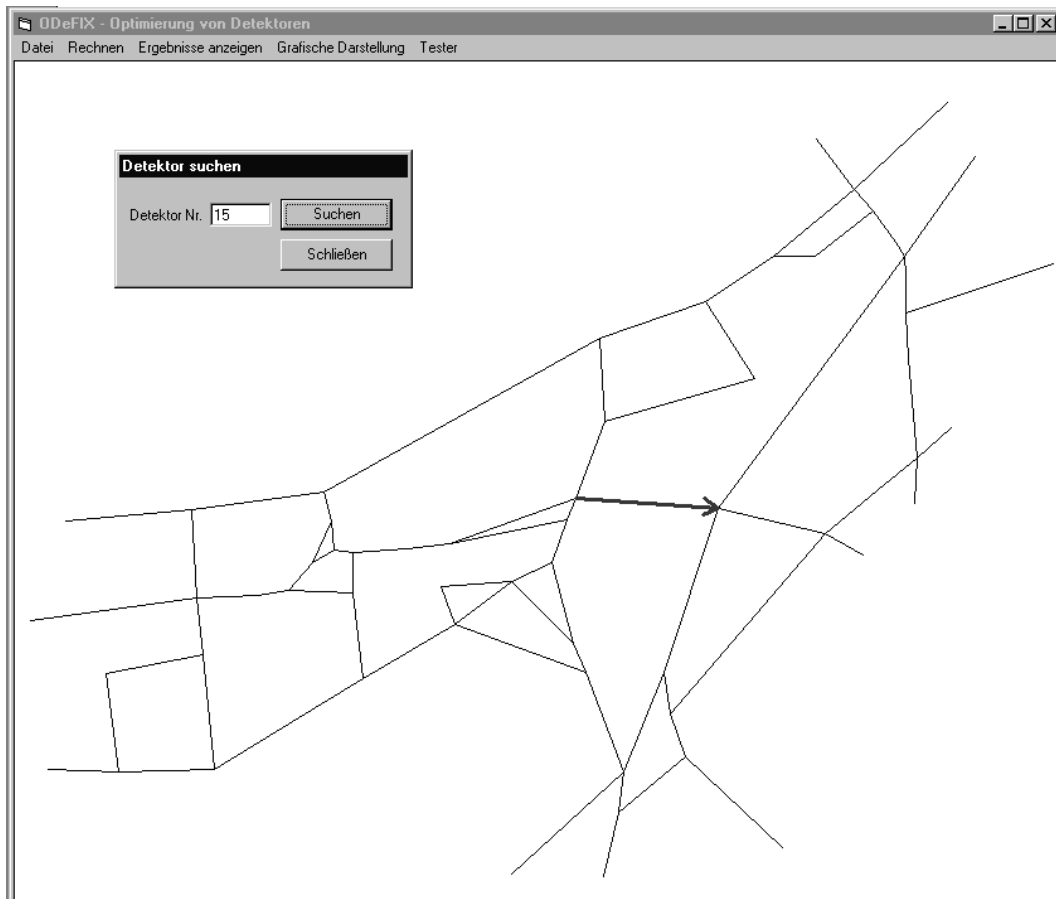 ODeFIX - Optimierung von Detektoren
Datei Rechnen Ergebnisse anzeigen Grafische Darstellung Tester
Detektor suchen
Detektor Nr. 15 Suchen
Schließen